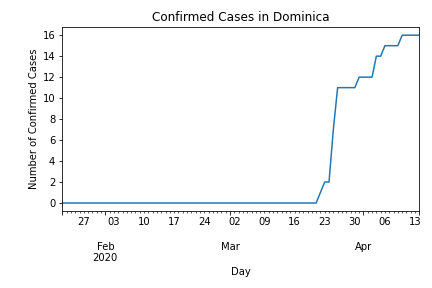 Confirmed Cases in Dominica
Number of Confirmed Cases
16
14
12
10
8
6
4
2
0
27 03 10 17 24 02 09 16 23 30 06 13
Feb Mar Apr
2020
Day